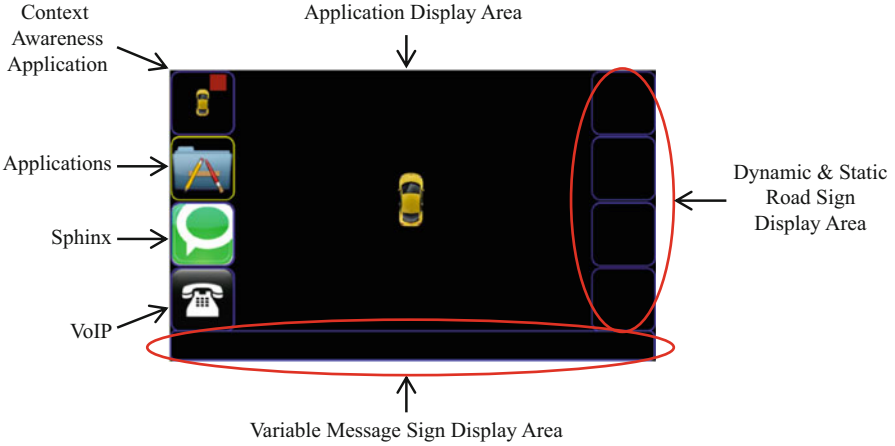 Context
Awareness
Application
Application Display Area
Applications
Sphinx
VoIP
Dynamic & Static
Road Sign
Display Area
Variable Message Sign Display Area